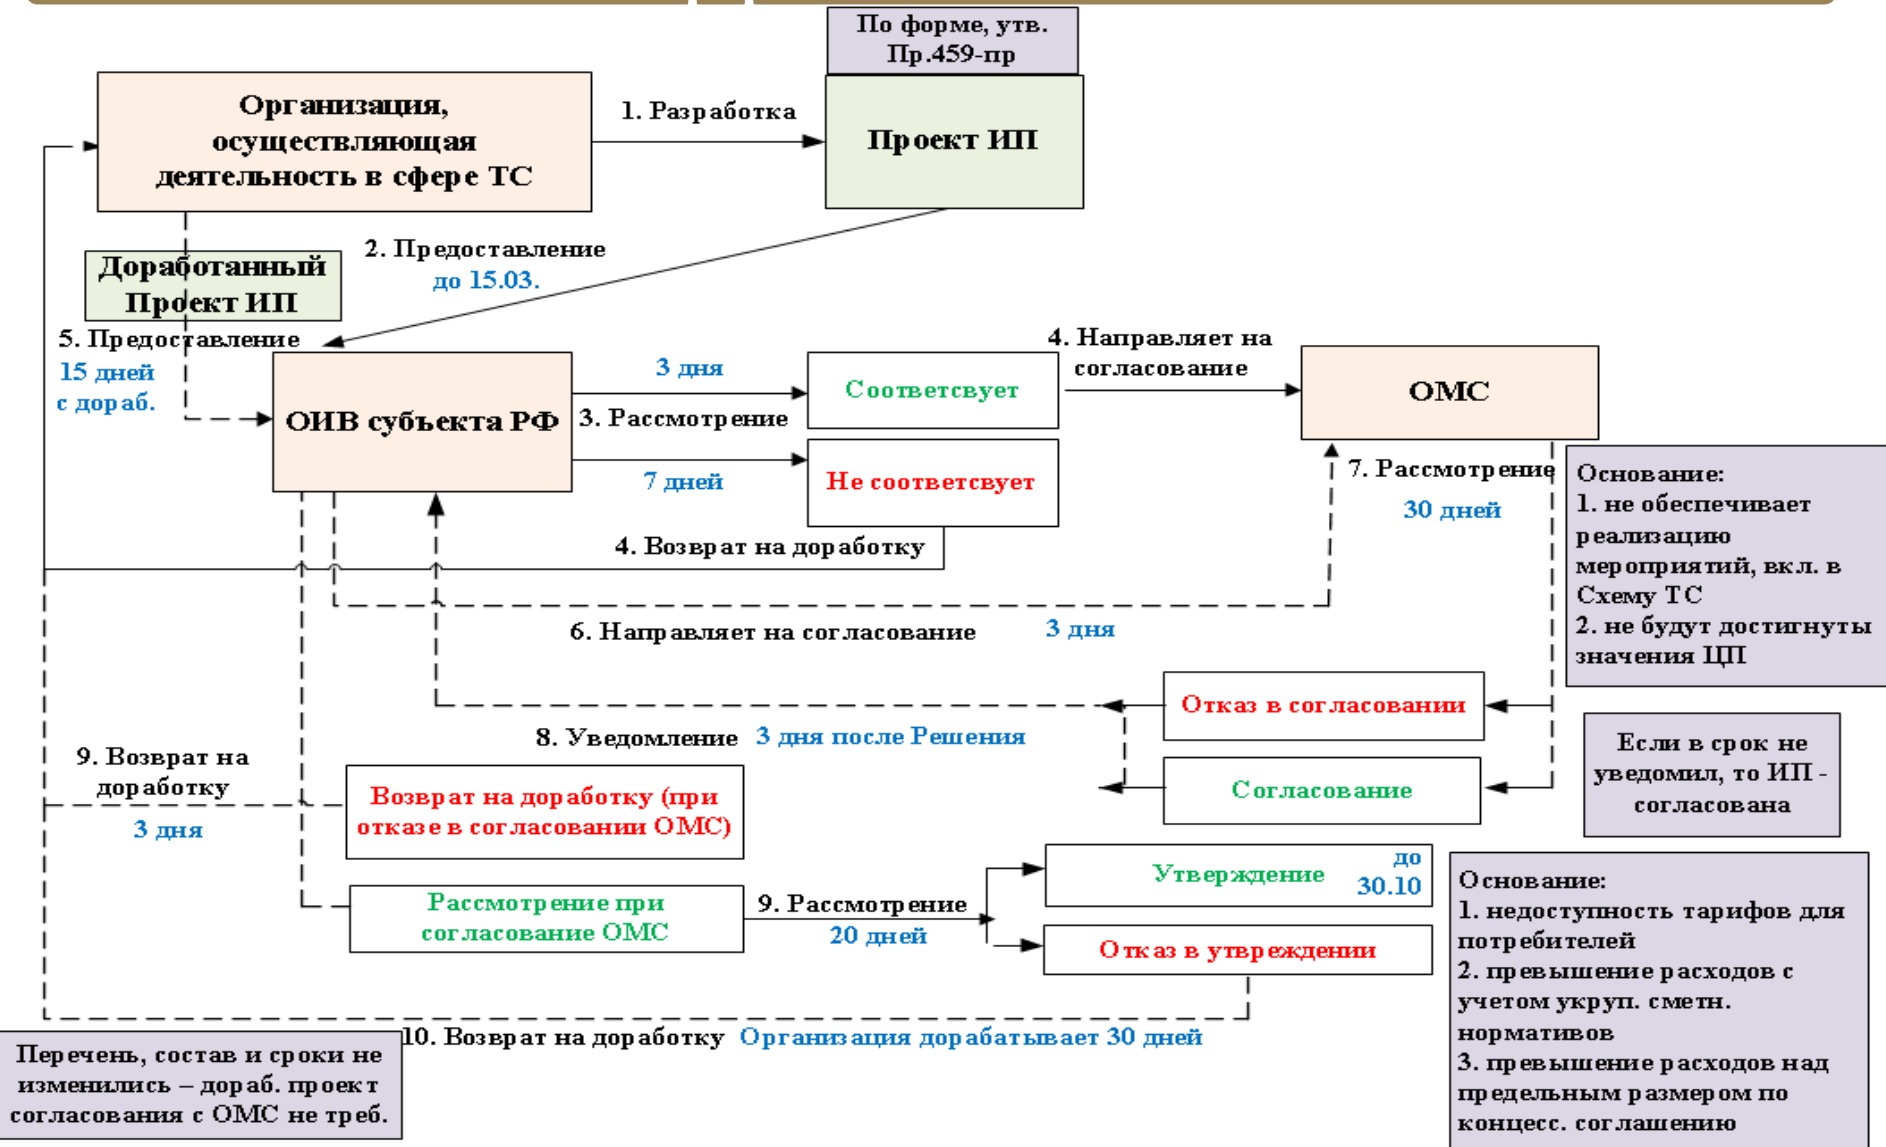 По форме, утв.
Пр.459-пр
Организация,
осуществляющая
деятельность в сфере ТС
1. Разработка
Проект ИП
2. Предоставление
до 15.03.
Доработанный
Проект ИП
5. Предоставление
15 дней
с дораб.
ОИВ субъекта РФ
3 дня
3. Рассмотрение
7 дней
Соответсвует
Не соответсвует
4. Направляет на
согласование
ОМС
4. Возврат на доработку
7. Рассмотрение
30 дней
Основание:
1. не обеспечивает
реализацию
мероприятий, вкл. в
Схему ТС
2. не будут достигнуты
значения ЦП
6. Направляет на согласование 3 дня
Отказ в согласовании
8. Уведомление 3 дня после Решения
Согласование
Если в срок не
уведомил, то ИП -
согласована
9. Возврат на
доработку
3 дня
Возврат на доработку (при
отказе в согласовании ОМС)
Рассмотрение при
согласование ОМС
9. Рассмотрение
20 дней
Утверждение
до
30.10
Отказ в утвреждении
Основание:
1. недоступность тарифов для
потребителей
2. превышение расходов с
учетом укруп. сметн.
нормативов
3. превышение расходов над
предельным размером по
концесс. соглашению
10. Возврат на доработку Организация дорабатывает 30 дней
Перечень, состав и сроки не
изменились – дораб. проект
согласования с ОМС не треб.